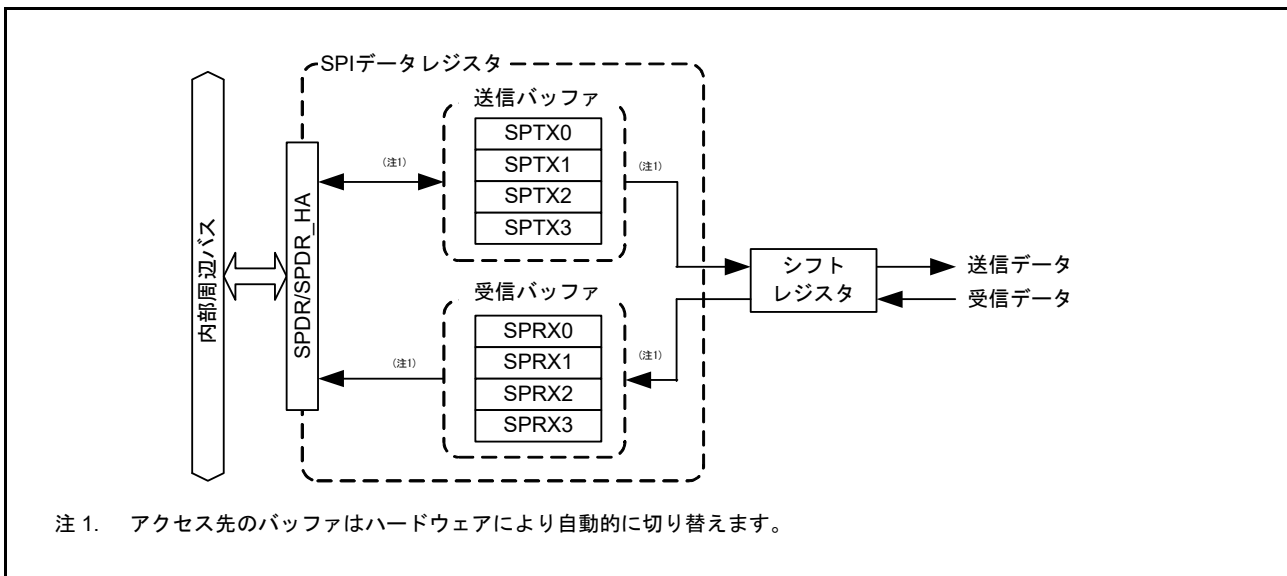 SPIデータレジスタ
送信バッファ
SPTX0
SPTX1
SPTX2
SPTX3
(注1)
(注1)
内部周辺バス
SPDR/SPDR_HA
シフト
レジスタ
送信データ
受信データ
受信バッファ
SPRX0
SPRX1
SPRX2
SPRX3
(注1)
(注1)
注 1. アクセス先のバッファはハードウェアにより自動的に切り替えます。